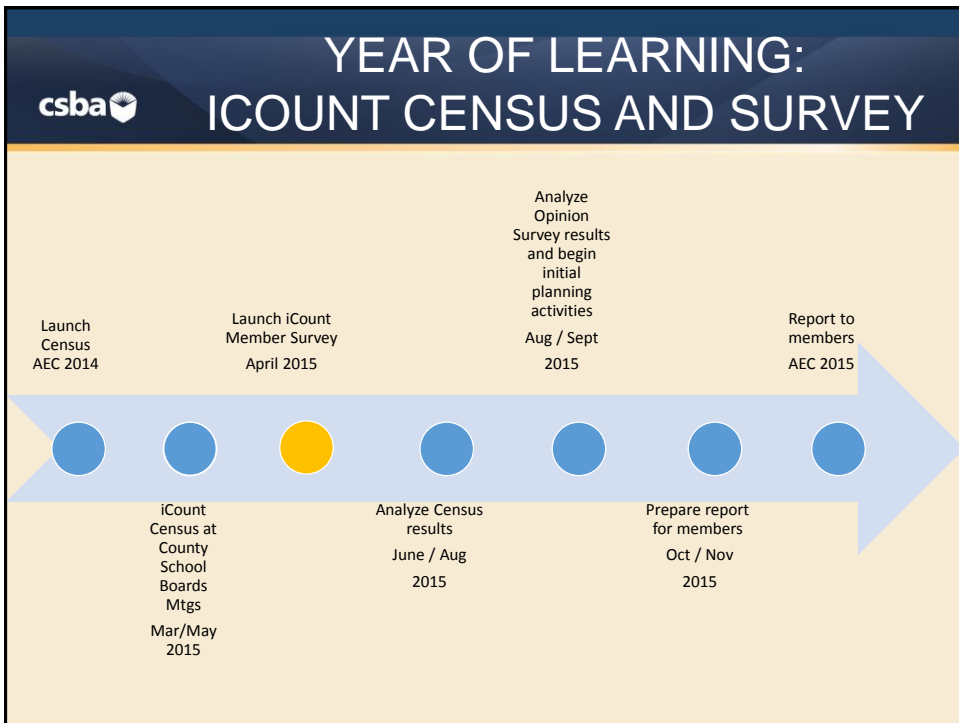 YEAR OF LEARNING:
csba
ICOUNT CENSUS AND SURVEY
Launch
Census
AEC 2014
iCount
Census at
County
School
Boards
Mtgs
Mar/May
2015
Launch iCount
Member Survey
April 2015
Analyze Census
results
June / Aug
2015
Analyze
Opinion
Survey results
and begin
initial
planning
activities
Aug / Sept
2015
Prepare report
for members
Oct / Nov
2015
Report to
members
AEC 2015